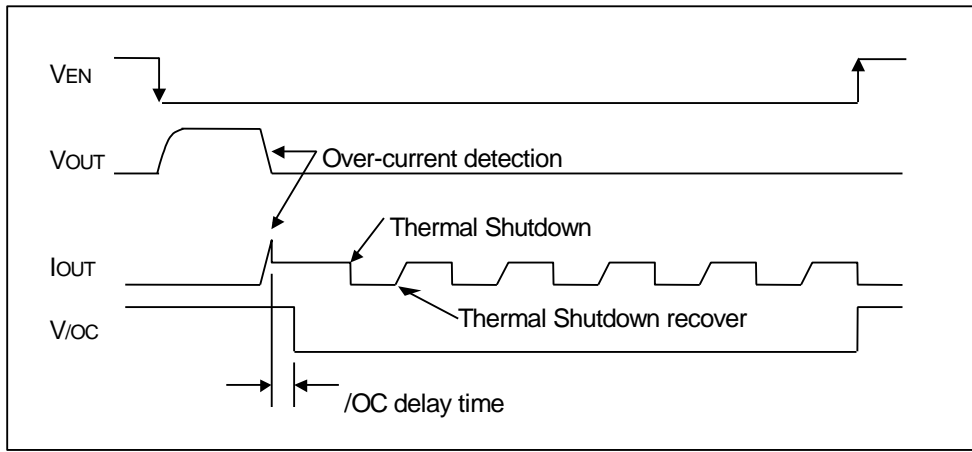 VEN
VOUT
Over-current detection
Thermal Shutdown
IOUT
Thermal Shutdown recover
V/OC
/OC delay time